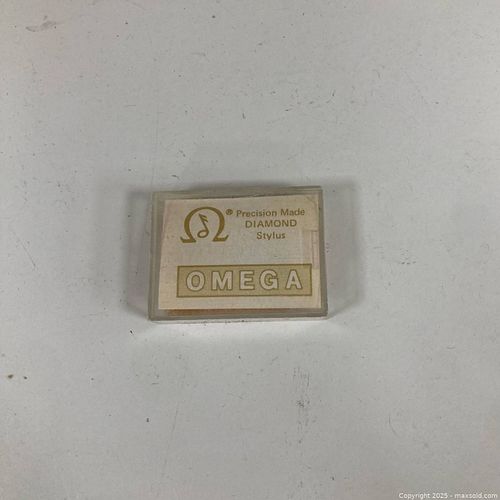 ® Precision Made
DIAMOND
Stylus
OMEGA
Copyright 2025 - maxsold.com